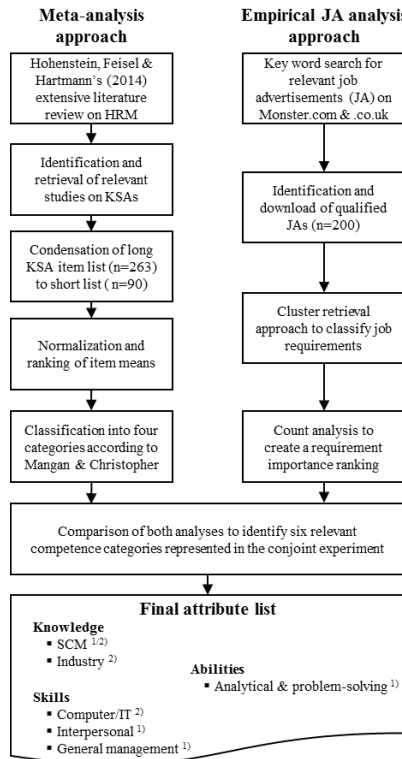 Meta-analysis
approach
Hohenstein, Feisel &
Hartmann's (2014)
extensive literature
review on HRM
Identification and
retrieval of relevant
studies on KSAs
Condensation of long
KSA item list (n=263)
to short list (n=90)
Normalization and
ranking of item means
Classification into four
categories according to
Mangan & Christopher
Empirical JA analysis
approach
Key word search for
relevant job
advertisements (JA) on
Monster.com & .co.uk
Identification and
download of qualified
JAs (n=200)
Cluster retrieval
approach to classify job
requirements
Count analysis to
create a requirement
importance ranking
Comparison of both analyses to identify six relevant
competence categories represented in the conjoint experiment
Final attribute list
Knowledge
▪ SCM 1/2)
▪ Industry 2)
Skills
▪ Computer/IT 2)
▪ Interpersonal 1)
▪ General management 1)
Abilities
▪ Analytical & problem-solving 1)